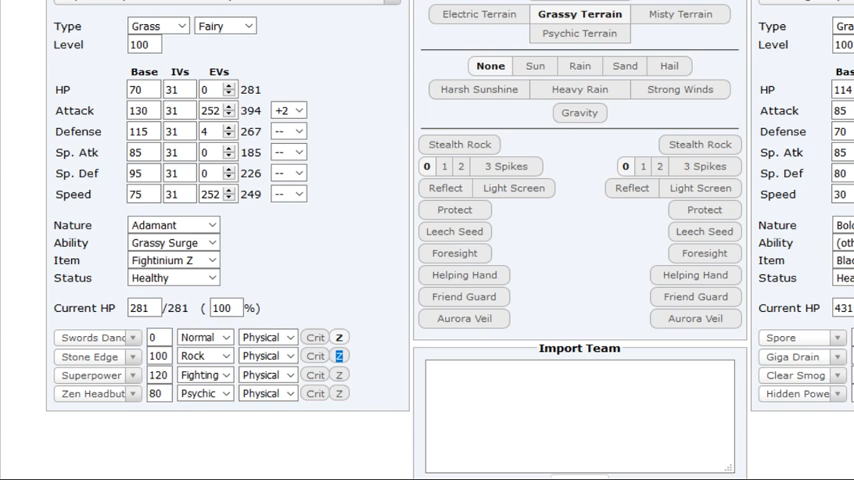 Type Grass Fairy
Level 100
Base IVs EVs
HP 70 31 0 281
Attack 130 31 252 394 +2
Defense 115 31 4 267 --
Sp. Atk 85 31 0 185 --
Sp. Def 95 31 0 226 --
Speed 75 31 252 249 --
Nature Adamant
Ability Grassy Surge
Item Fightinium Z
Status Healthy
Current HP 281 /281 ( 100 %)
Swords Danc 0 Normal Physical Crit Z
Stone Edge 100 Rock Physical Crit Z
Superpower 120 Fighting Physical Crit Z
Zen Headbut 80 Psychic Physical Crit Z
Electric Terrain Grassy Terrain Misty Terrain
Psychic Terrain
None Sun Rain Sand Hail
Harsh Sunshine Heavy Rain Strong Winds
Gravity
Stealth Rock Stealth Rock
0 1 2 3 Spikes 0 1 2 3 Spikes
Reflect Light Screen Reflect Light Screen
Protect Protect
Leech Seed Leech Seed
Foresight Foresight
Helping Hand Helping Hand
Friend Guard Friend Guard
Aurora Veil Aurora Veil
Import Team
Type Gra
Level 100
Base
HP 114
Attack 85
Defense 70
Sp. Atk 85
Sp. Def 80
Speed 30
Nature Bol
Ability (oth
Item Blac
Status Heal
Current HP 431
Spore
Giga Drain
Clear Smog
Hidden Powe